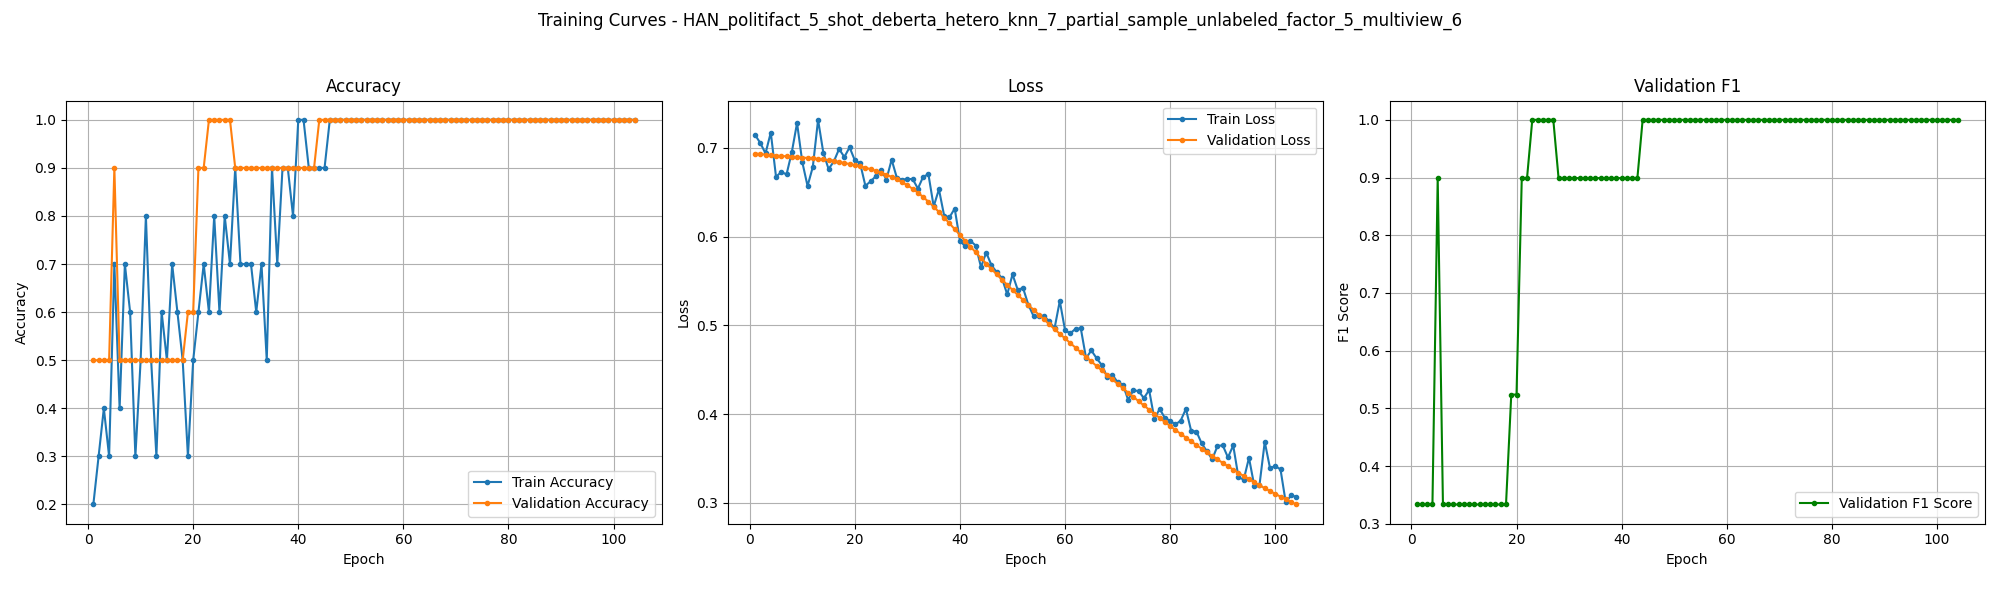 Training Curves - HAN_politifact_5_shot_deberta_hetero_knn_7_partial_sample_unlabeled_factor_5_multiview_6
Accuracy
1.0
0.9
0.8
0.7
0.6
0.5
0.4
0.3
0.2
Accuracy
Train Accuracy
Validation Accuracy
0 20 40 60 80 100
Epoch
Loss
0.7
0.6
0.5
0.4
0.3
Loss
Train Loss
Validation Loss
0 20 40 60 80 100
Epoch
Validation F1
1.0
0.9
0.8
0.7
0.6
0.5
0.4
0.3
F1 Score
Validation F1 Score
0 20 40 60 80 100
Epoch